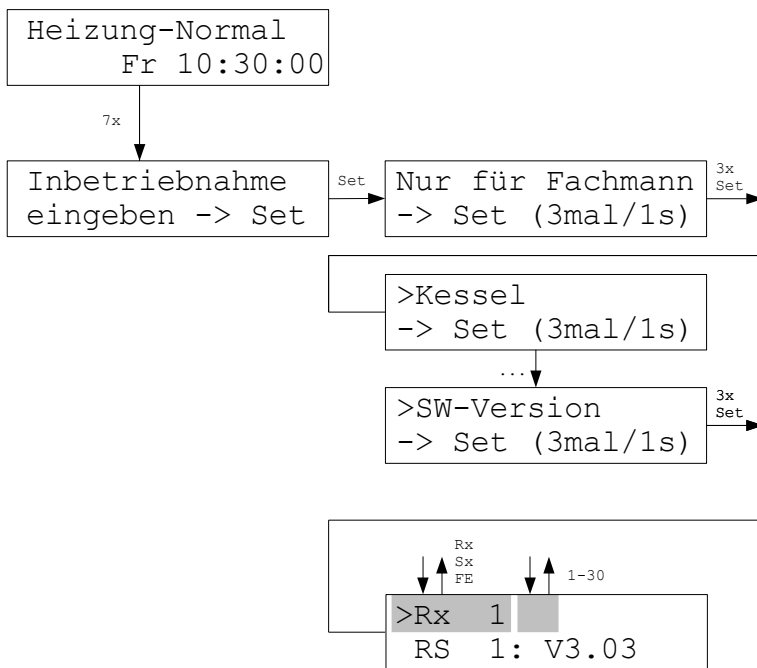 Heizung-Normal
Fr 10:30:00
7x
Inbetriebnahme
eingeben -> Set
Set
Nur für Fachmann
-> Set (3mal/1s)
3x
Set
>Kessel
-> Set (3mal/1s)
...
>SW-Version
-> Set (3mal/1s)
3x
Set
Rx
Sx
FE
1-30
>Rx 1
RS 1: V3.03